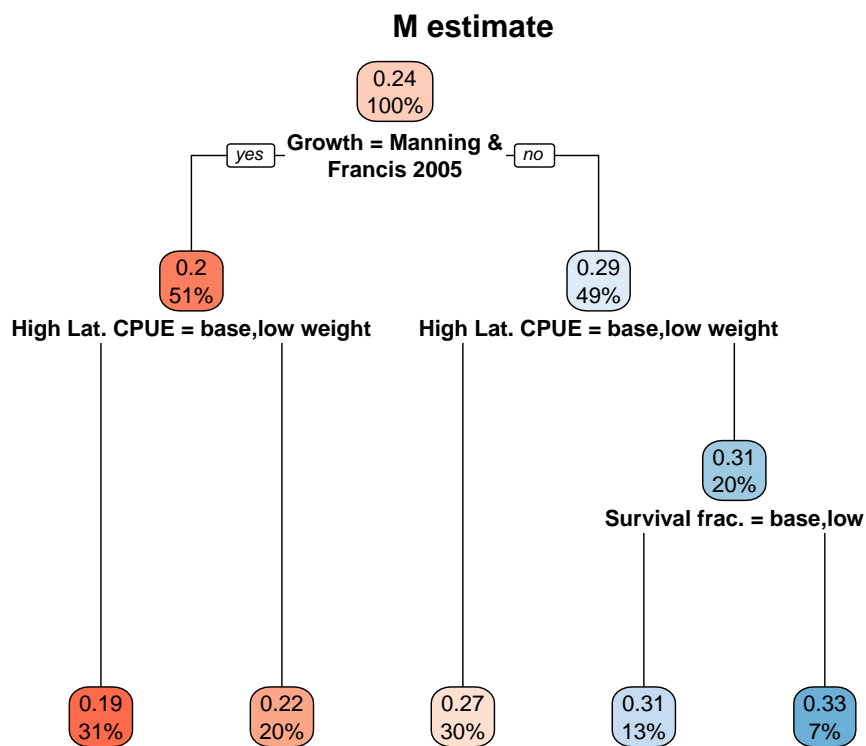 M estimate
0.24
100%
yes
Growth = Manning &
Francis 2005
no
0.2
51%
0.29
49%
High Lat. CPUE = base,low weight
High Lat. CPUE = base,low weight
0.31
20%
Survival frac. = base,low
0.19
31%
0.22
20%
0.27
30%
0.31
13%
0.33
7%